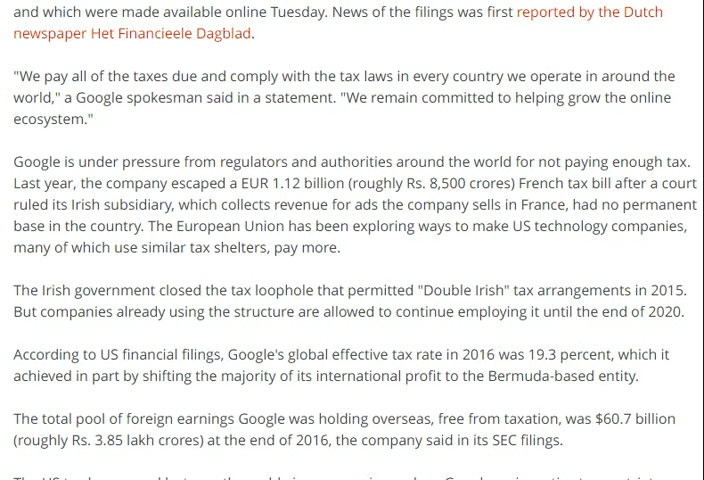 and which were made available online Tuesday. News of the filings was first reported by the Dutch
newspaper Het Financieele Dagblad.
"We pay all of the taxes due and comply with the tax laws in every country we operate in around the
world," a Google spokesman said in a statement. "We remain committed to helping grow the online
ecosystem."
Google is under pressure from regulators and authorities around the world for not paying enough tax.
Last year, the company escaped a EUR 1.12 billion (roughly Rs. 8,500 crores) French tax bill after a court
ruled its Irish subsidiary, which collects revenue for ads the company sells in France, had no permanent
base in the country. The European Union has been exploring ways to make US technology companies,
many of which use similar tax shelters, pay more.
The Irish government closed the tax loophole that permitted "Double Irish" tax arrangements in 2015.
But companies already using the structure are allowed to continue employing it until the end of 2020.
According to US financial filings, Google's global effective tax rate in 2016 was 19.3 percent, which it
achieved in part by shifting the majority of its international profit to the Bermuda-based entity.
The total pool of foreign earnings Google was holding overseas, free from taxation, was $60.7 billion
(roughly Rs. 3.85 lakh crores) at the end of 2016, the company said in its SEC filings.